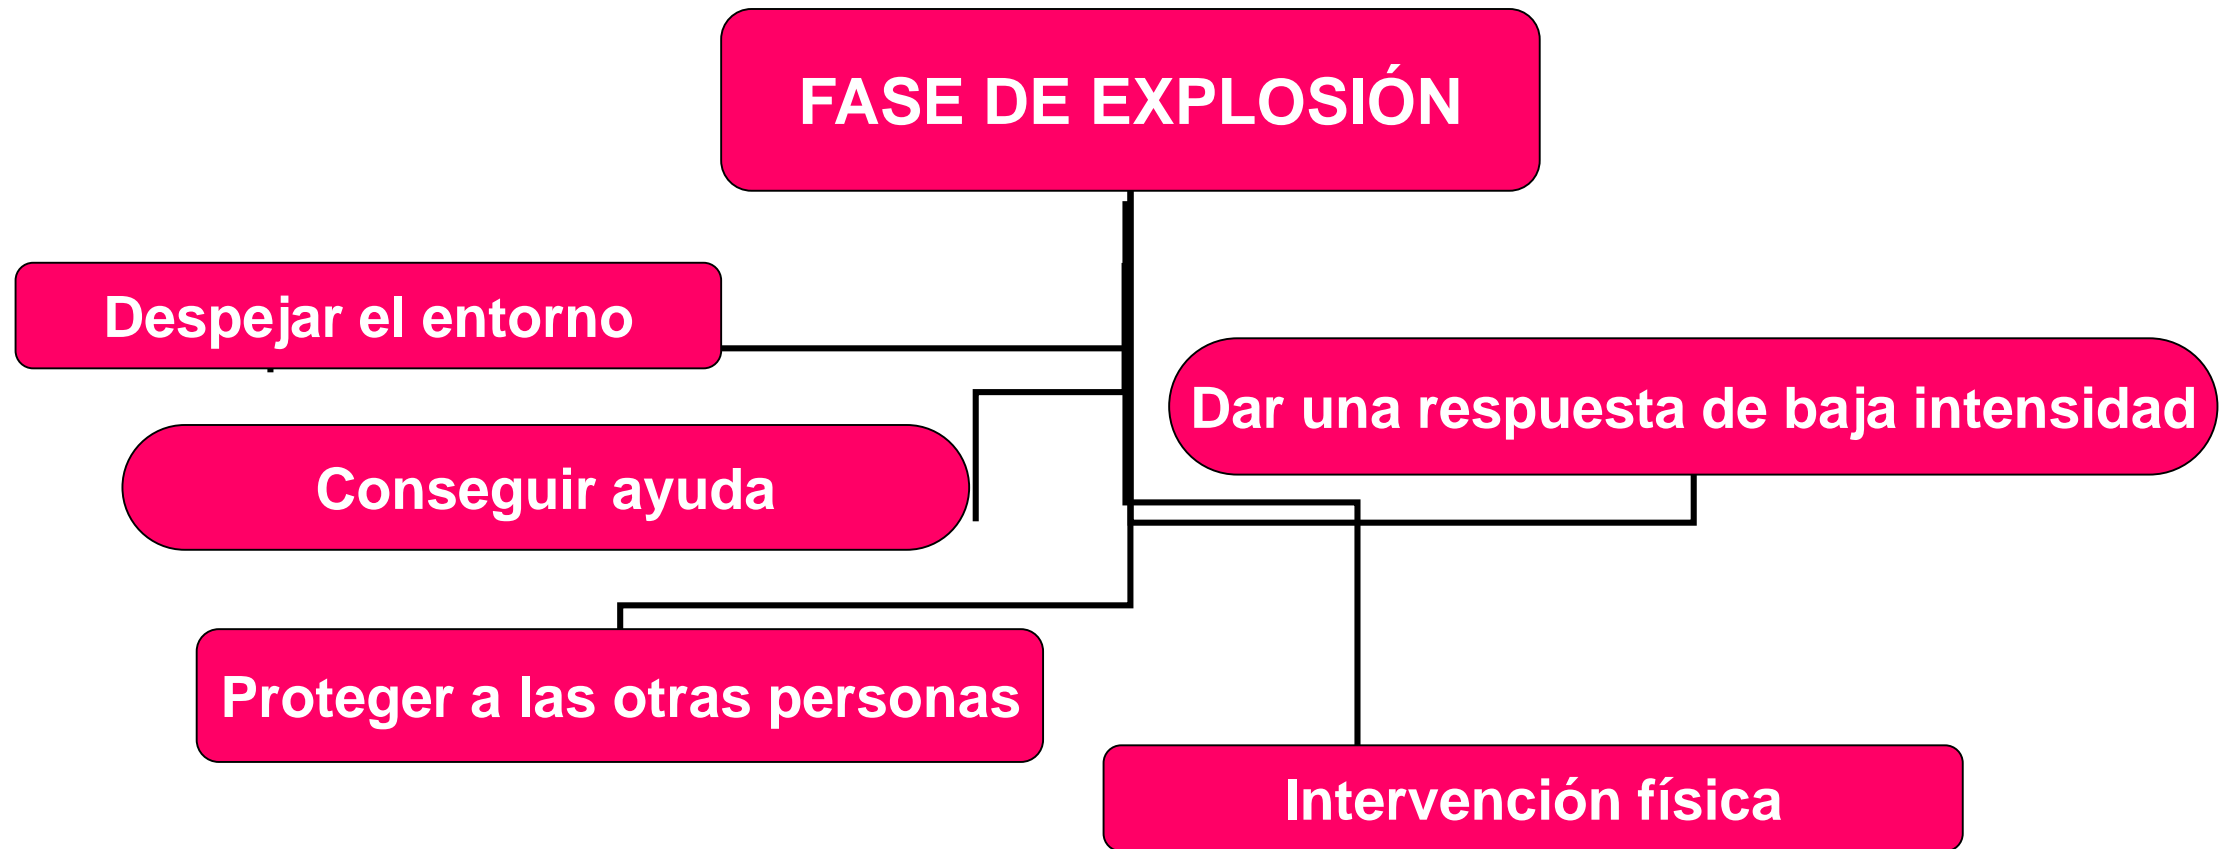 FASE DE EXPLOSIÓN
Despejar el entorno
Dar una respuesta de baja intensidad
Conseguir ayuda
Proteger a las otras personas
Intervención física